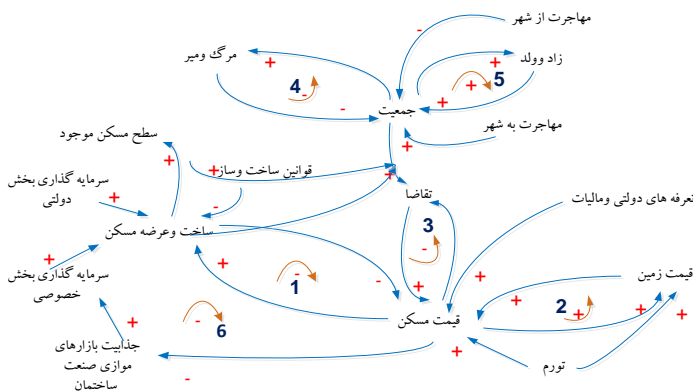 مهاجرت از شهر
-
مرگ ومیر
+
+
زاد وولد
4
-
+
5
-
جمعیت
+
مهاجرت به شهر
+
سطح مسکن موجود
+
+
قوانین ساخت وساز
+
سرمایه گذاری بخش
دولتی
+
-
تقاضا
تعرفه های دولتی ومالیات
ساخت وعرضه مسکن
3
-
+
+
-
سرمایه گذاری بخش
خصوصی
-
1
-
+
+
قیمت زمین
+
2
+
+
+
+
-
6
قیمت مسکن
جذابیت بازارهای
موازی صنعت
ساختمان
-
+
تورم